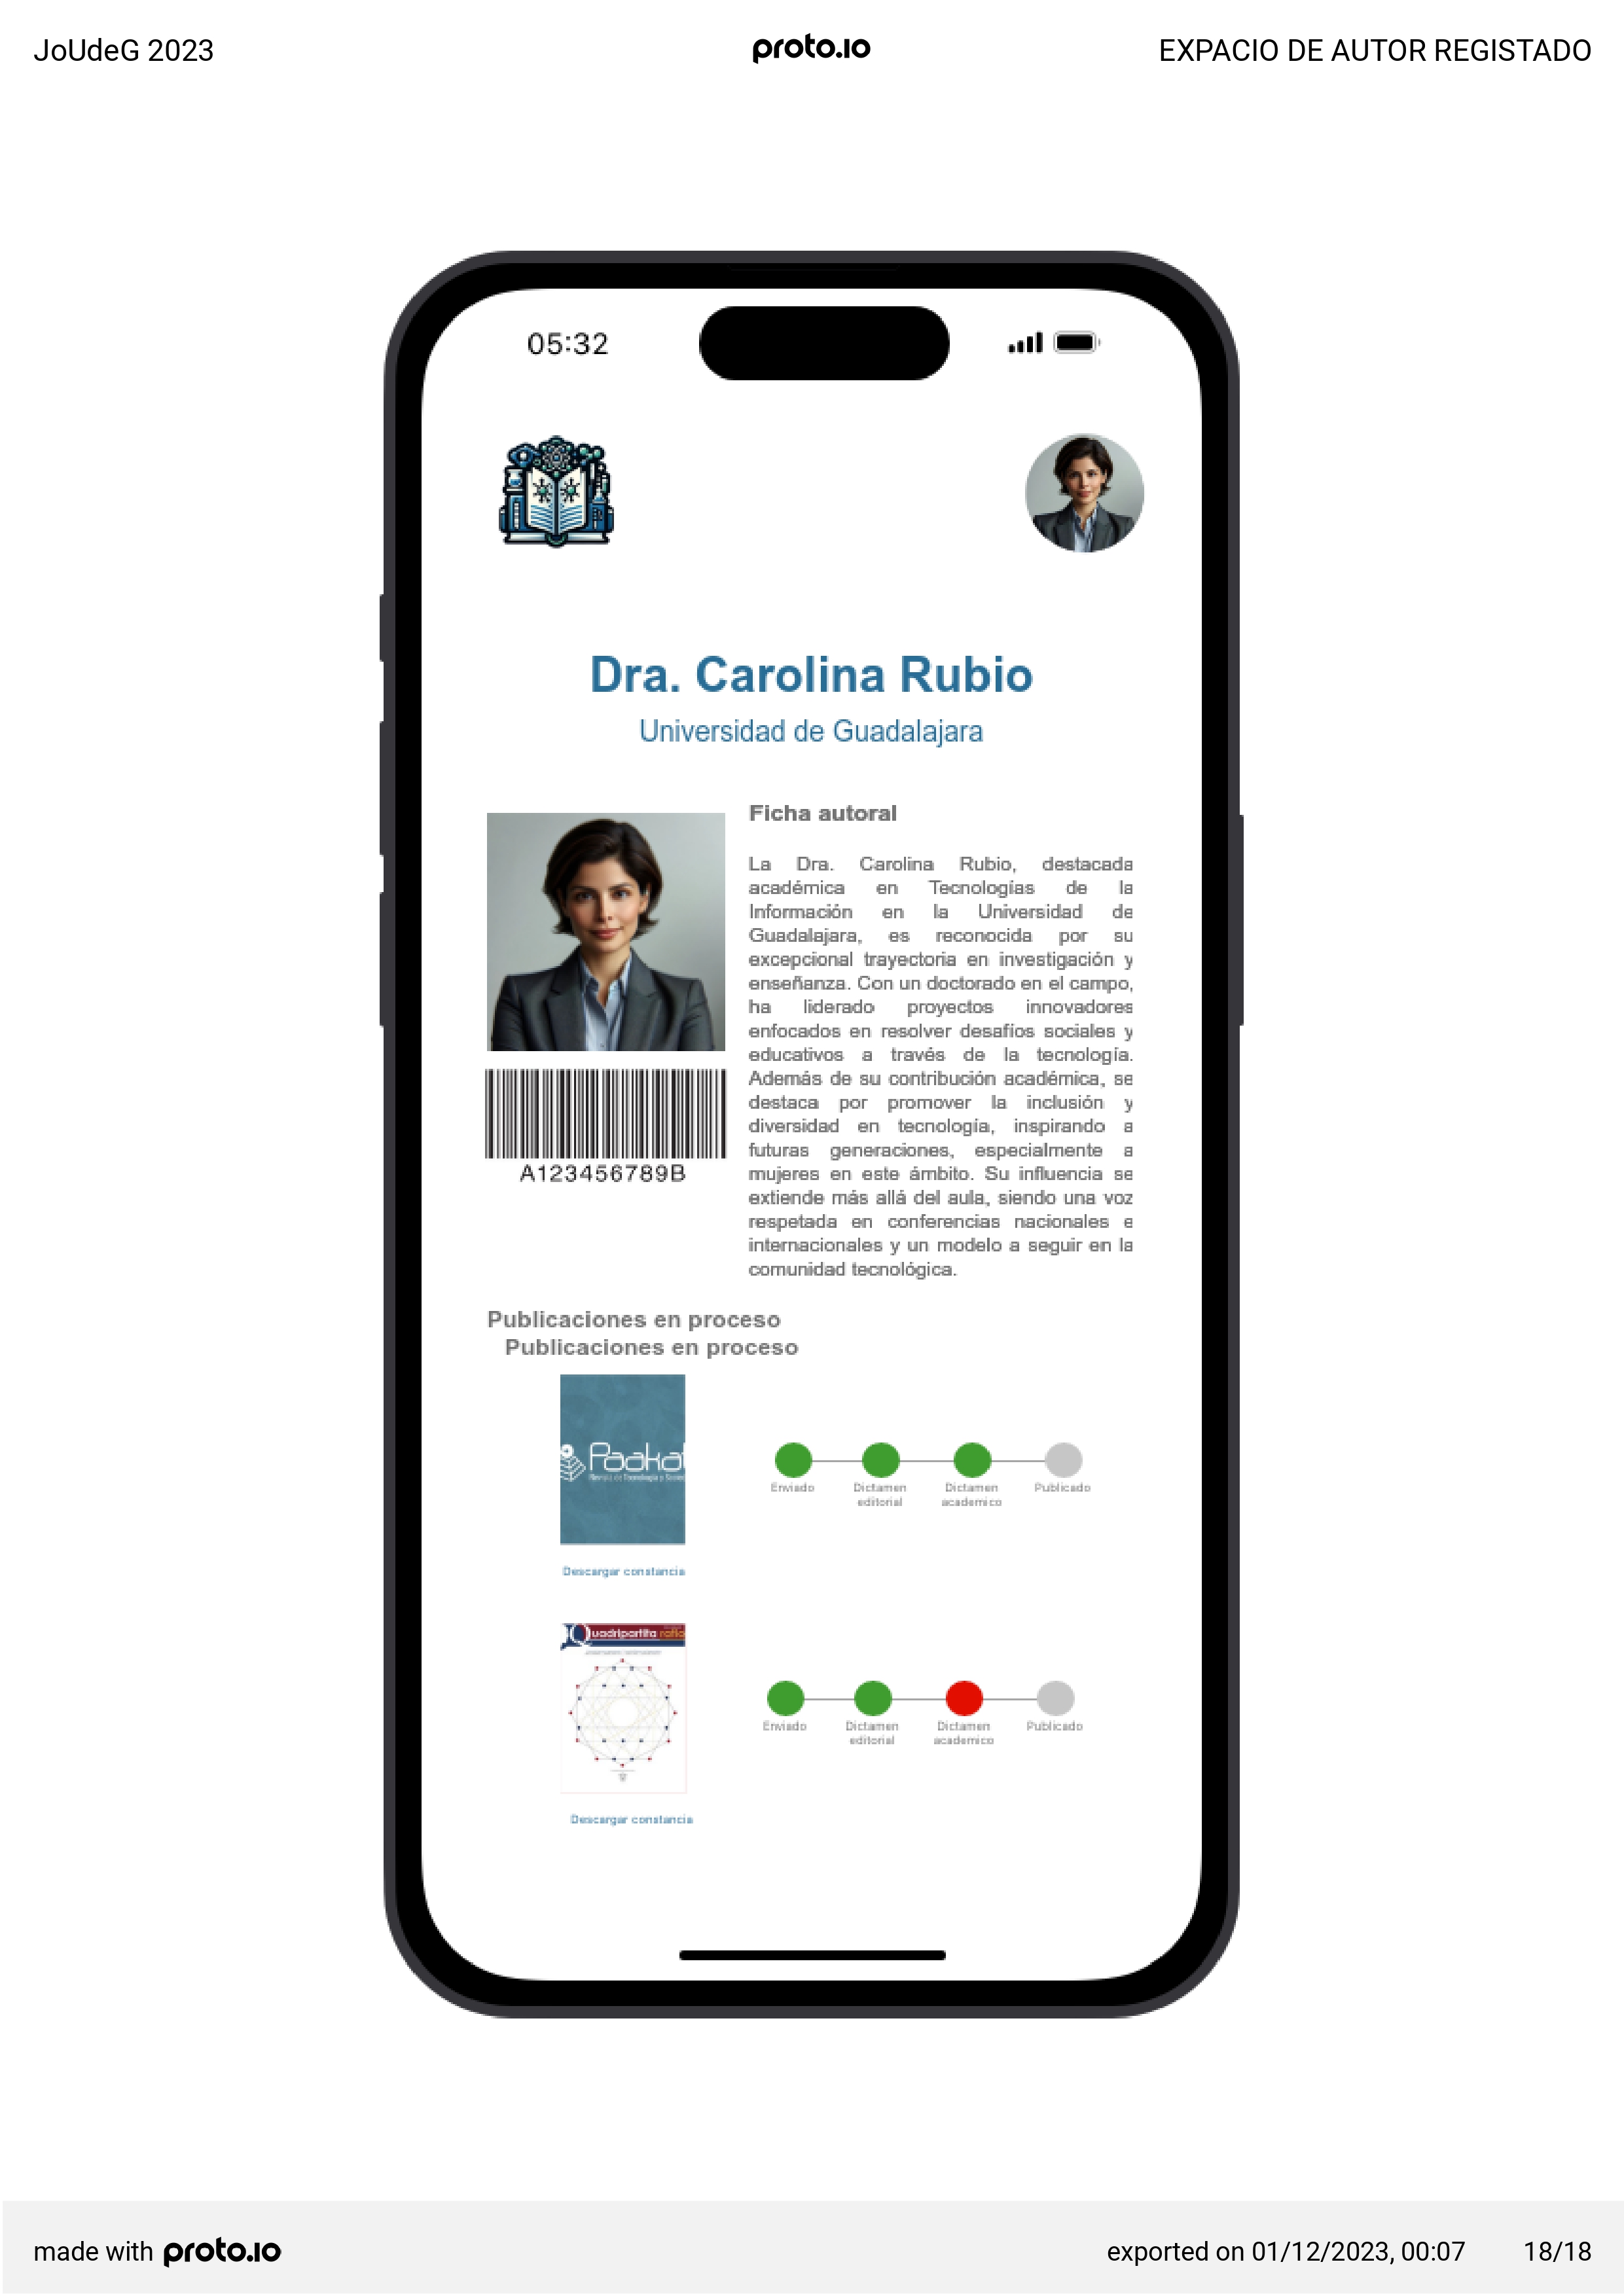 JoUdeG 2023
proto.io
EXPACIO DE AUTOR REGISTADO
05:32
Dra. Carolina Rubio
Universidad de Guadalajara
Ficha autoral
La Dra. Carolina Rubio, destacada
académica en Tecnologías de la
Información en la Universidad de
Guadalajara, es reconocida por su
excepcional trayectoria en investigación y
enseñanza. Con un doctorado en el campo,
ha liderado proyectos innovadores
enfocados en resolver desafíos sociales y
educativos a través de la tecnología.
Además de su contribución académica, se
destaca por promover la inclusión y
diversidad en tecnología, inspirando a
futuras generaciones, especialmente a
mujeres en este ámbito. Su influencia se
extiende más allá del aula, siendo una voz
respetada en conferencias nacionales e
internacionales y un modelo a seguir en la
comunidad tecnológica.
A123456789B
Publicaciones en proceso
Publicaciones en proceso
Paakat
Revista de Tecnología y Socied
Enviado
Dictamen
editorial
Dictamen
academico
Publicado
Descargar constancia
Quadripartita ratio
Enviado
Dictamen
editorial
Dictamen
academico
Publicado
Descargar constancia
made with proto.io
exported on 01/12/2023, 00:07
18/18